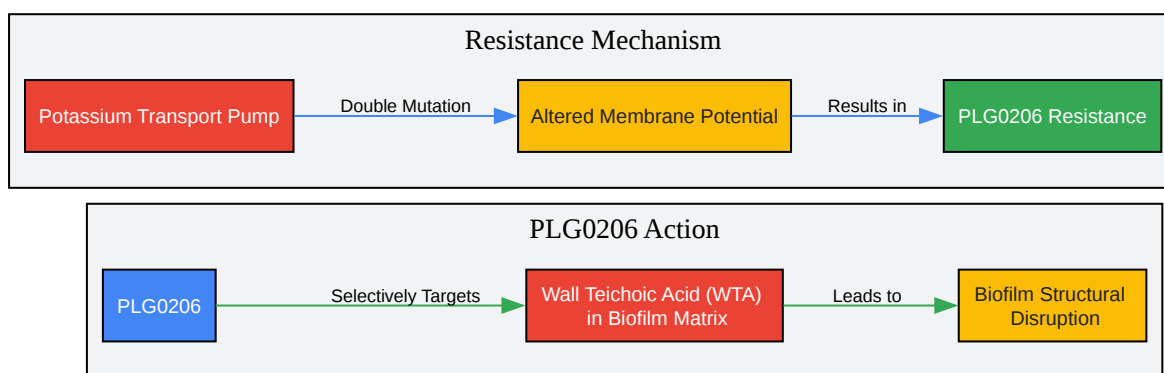 Resistance Mechanism
Potassium Transport Pump
Double Mutation
Altered Membrane Potential
Results in
PLG0206 Resistance
PLG0206 Action
PLG0206
Selectively Targets
Wall Teichoic Acid (WTA)
in Biofilm Matrix
Leads to
Biofilm Structural
Disruption